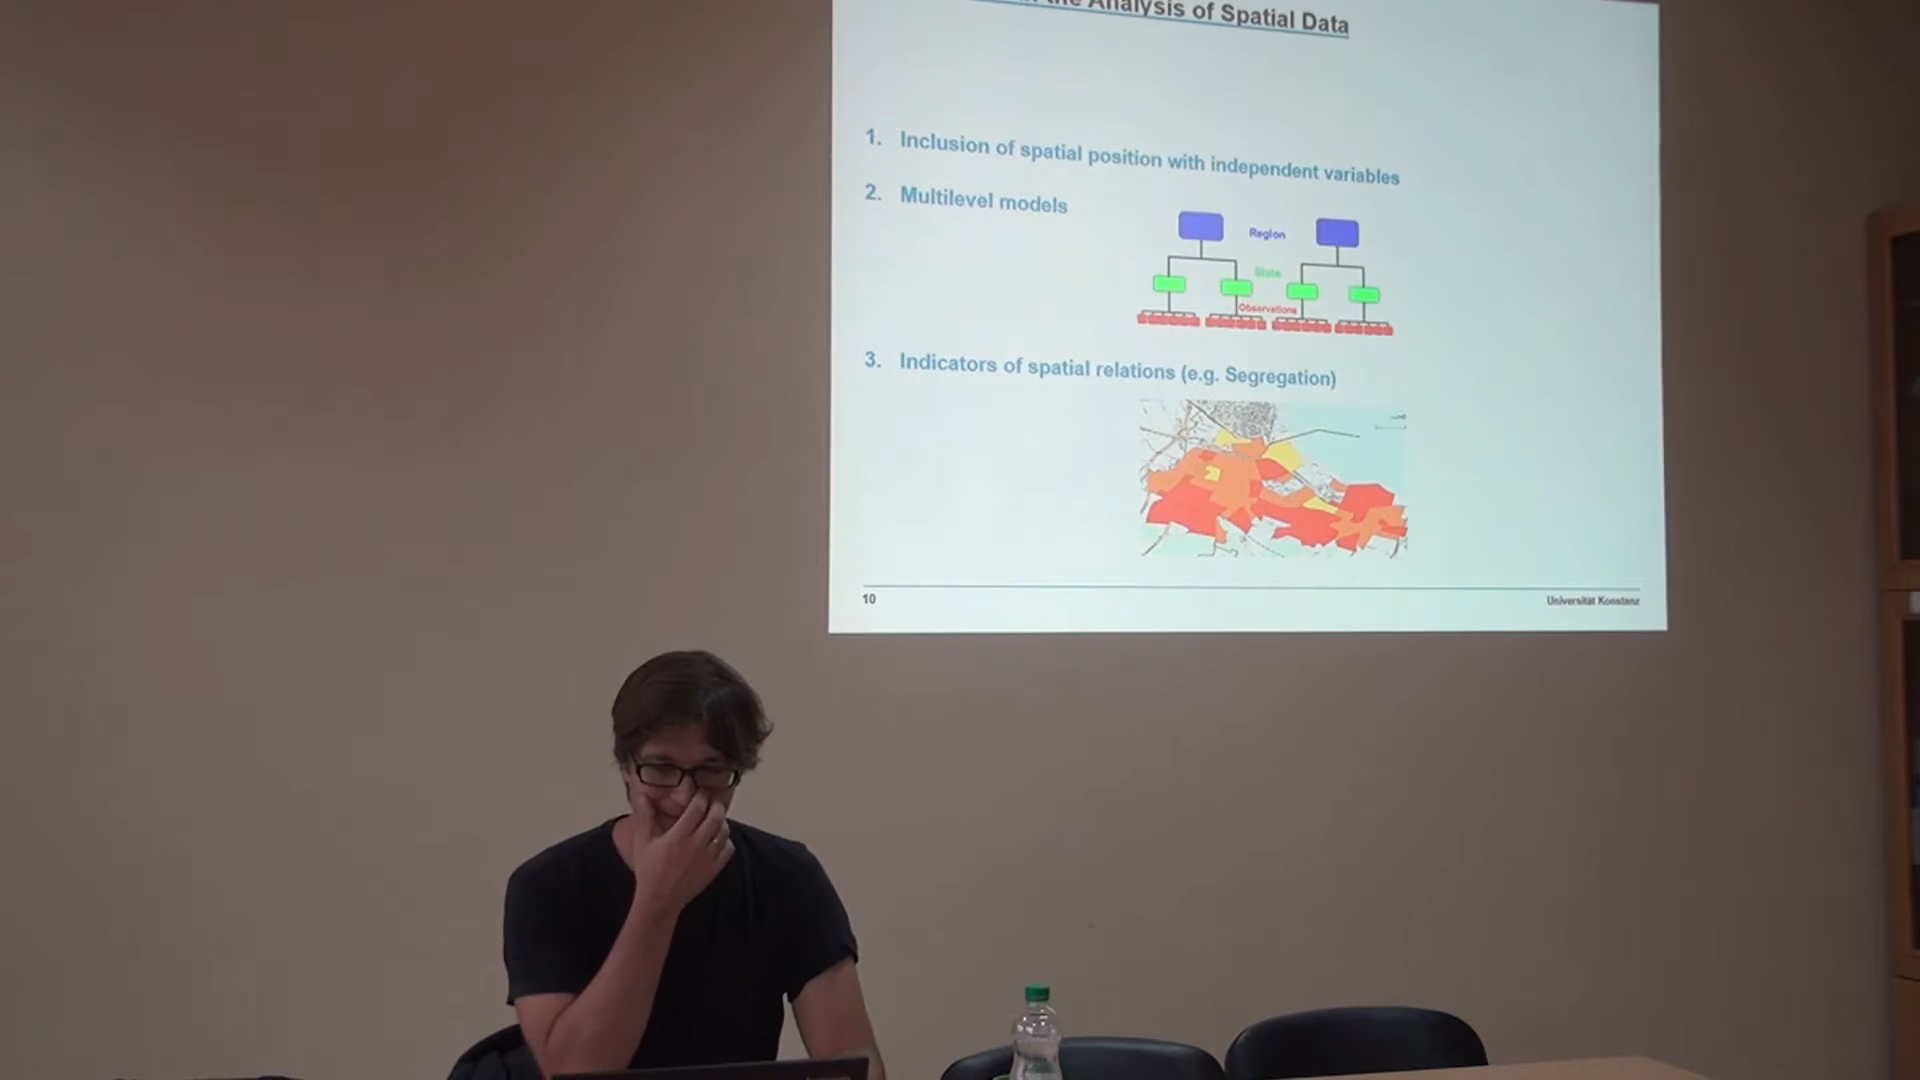 the Analysis of Spatial Data
1. Inclusion of spatial position with independent variables
2. Multilevel models
Region
State
Observations
3. Indicators of spatial relations (e.g. Segregation)
10
Universität Konstanz